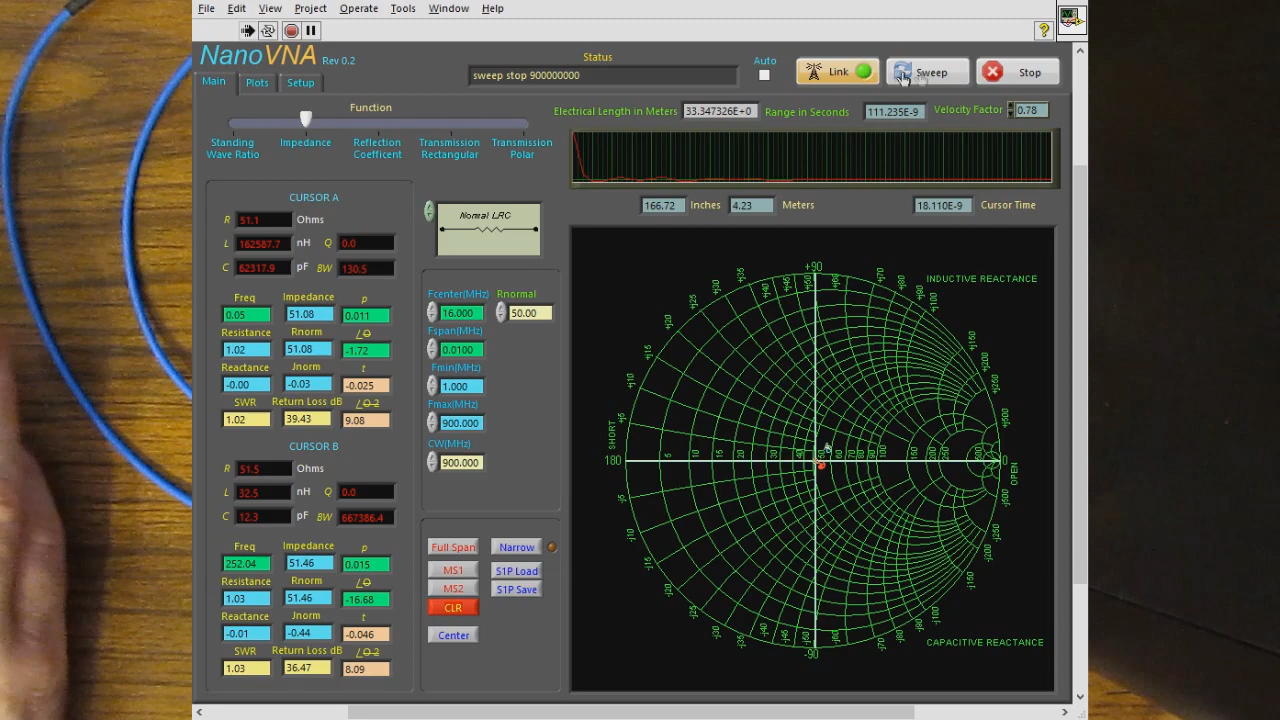 File Edit View Project Operate Tools Window Help
NanoVNA Rev 0.2
Status
sweep stop 900000000
Auto
Link
Sweep
Stop
Main Plots Setup
Function
Standing Wave Ratio
Impedance
Reflection Coefficent
Transmission Rectangular
Transmission Polar
Electrical Length in Meters 33.347326E+0 Range in Seconds 111.235E-9 Velocity Factor 0.78
166.72 Inches 4.23 Meters 18.110E-9 Cursor Time
CURSOR A
R 51.1 Ohms
L 162587.7 nH Q 0.0
C 62317.9 pF BW 130.5
Freq Impedance p
0.05 51.08 0.011
Resistance Rnorm /O
1.02 51.08 -1.72
Reactance Jnorm t
-0.00 -0.03 -0.025
SWR Return Loss dB /O 2
1.02 39.43 9.08
CURSOR B
R 51.5 Ohms
L 32.5 nH Q 0.0
C 12.3 pF BW 667386.4
Freq Impedance p
252.04 51.46 0.015
Resistance Rnorm /O
1.03 51.46 -16.68
Reactance Jnorm t
-0.01 -0.44 -0.046
SWR Return Loss dB /O 2
1.03 36.47 8.09
Normal LRC
Fcenter(MHz) Rnormal
16.000 50.00
Fspan(MHz)
0.0100
Fmin(MHz)
1.000
Fmax(MHz)
900.000
CW(MHz)
900.000
Full Span Narrow
MS1 S1P Load
MS2 S1P Save
CLR
Center
+90
INDUCTIVE REACTANCE
SHORT
180
0
OPEN
-90
CAPACITIVE REACTANCE